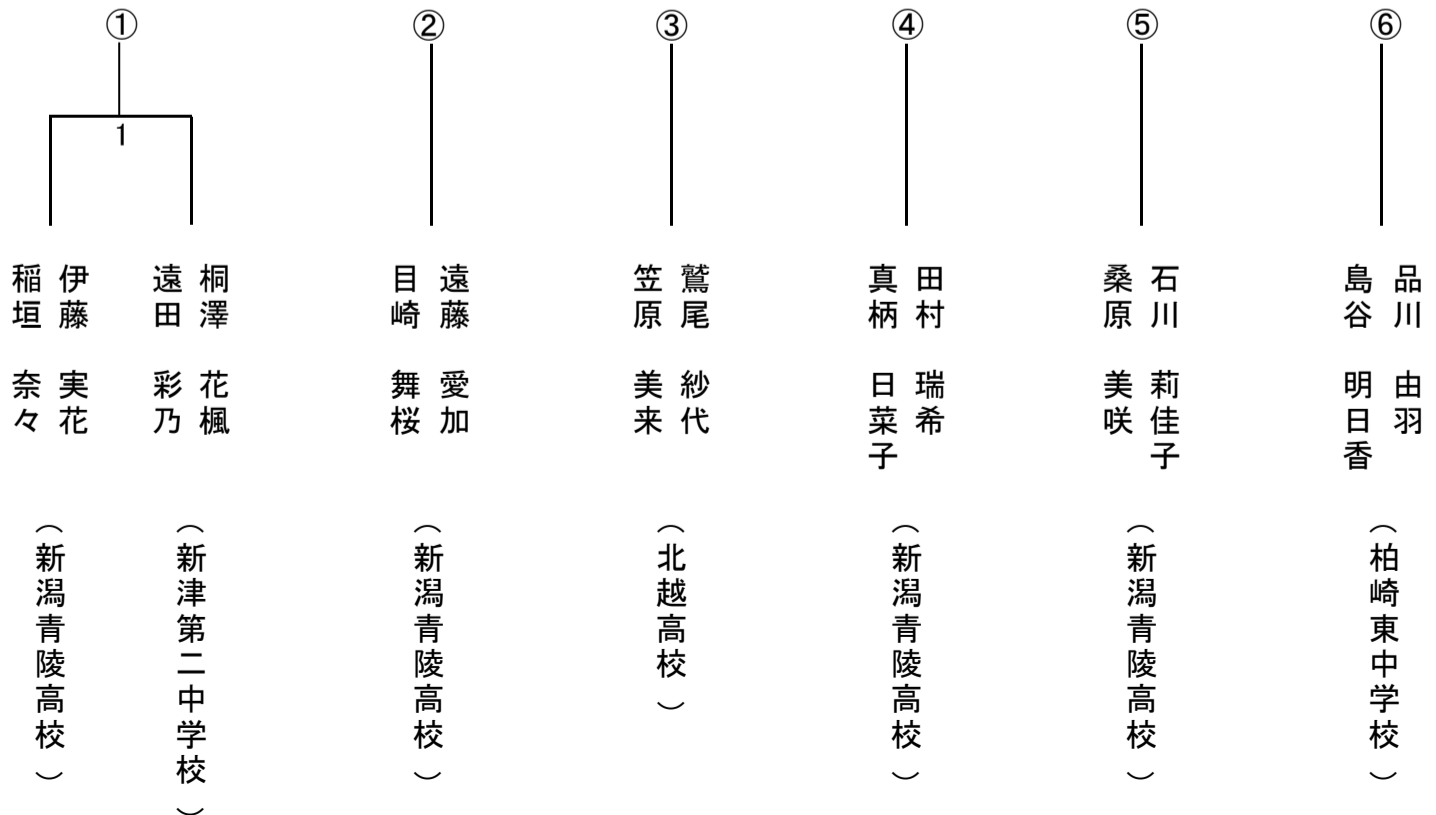 ①
②
③
④
⑤
⑥
1
伊藤 実花
稲垣 奈々
(新潟青陵高校)
桐澤 花楓
遠田 彩乃
(新津第二中学校)
遠藤 愛加
目崎 舞桜
(新潟青陵高校)
鷲尾 紗代
笠原 美来
(北越高校)
田村 瑞希
真柄 日菜子
(新潟青陵高校)
石川 莉佳子
桑原 美咲
(新潟青陵高校)
品川 由羽
島谷 明日香
(柏崎東中学校)